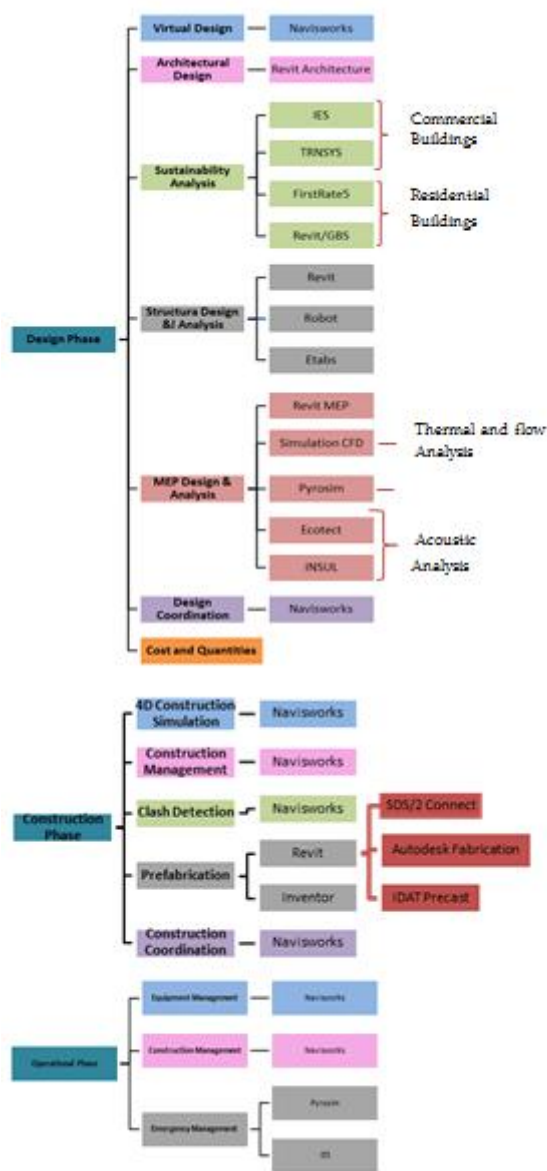 Virtual Design
Navisworks
Architectural
Design
Revit Architecture
IES
TRNSYS
Commercial
Buildings
Sustainability
Analysis
FirstRate5
Revit/GBS
Residential
Buildings
Revit
Structura Design
&l Analysis
Robot
Etabs
Design Phase
Revit MEP
Simulation CFD
Thermal and flow
Analysis
MEP Design &
Analysis
Pyrosim
Ecotect
INSUL
Acoustic
Analysis
Design
Coordination
Navisworks
Cost and Quantities
4D Construction
Simulation
Navisworks
Construction
Management
Navisworks
Construction
Phase
Clash Detection
Navisworks
SDS/2 Connect
Prefabrication
Revit
Autodesk Fabrication
Inventor
IDAT Precast
Construction
Coordination
Navisworks
Equipment Management
Navisworks
Operational Phase
Construction Management
Navisworks
Emergency Management
Pyrosim
IES